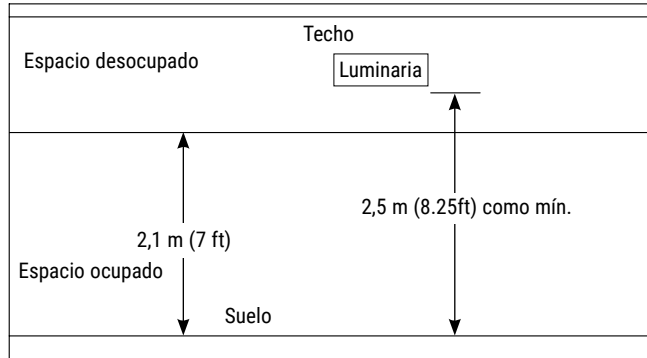 Techo
Espacio desocupado
Luminaria
2,5 m (8.25ft) como mín.
2,1 m (7 ft)
Espacio ocupado
Suelo